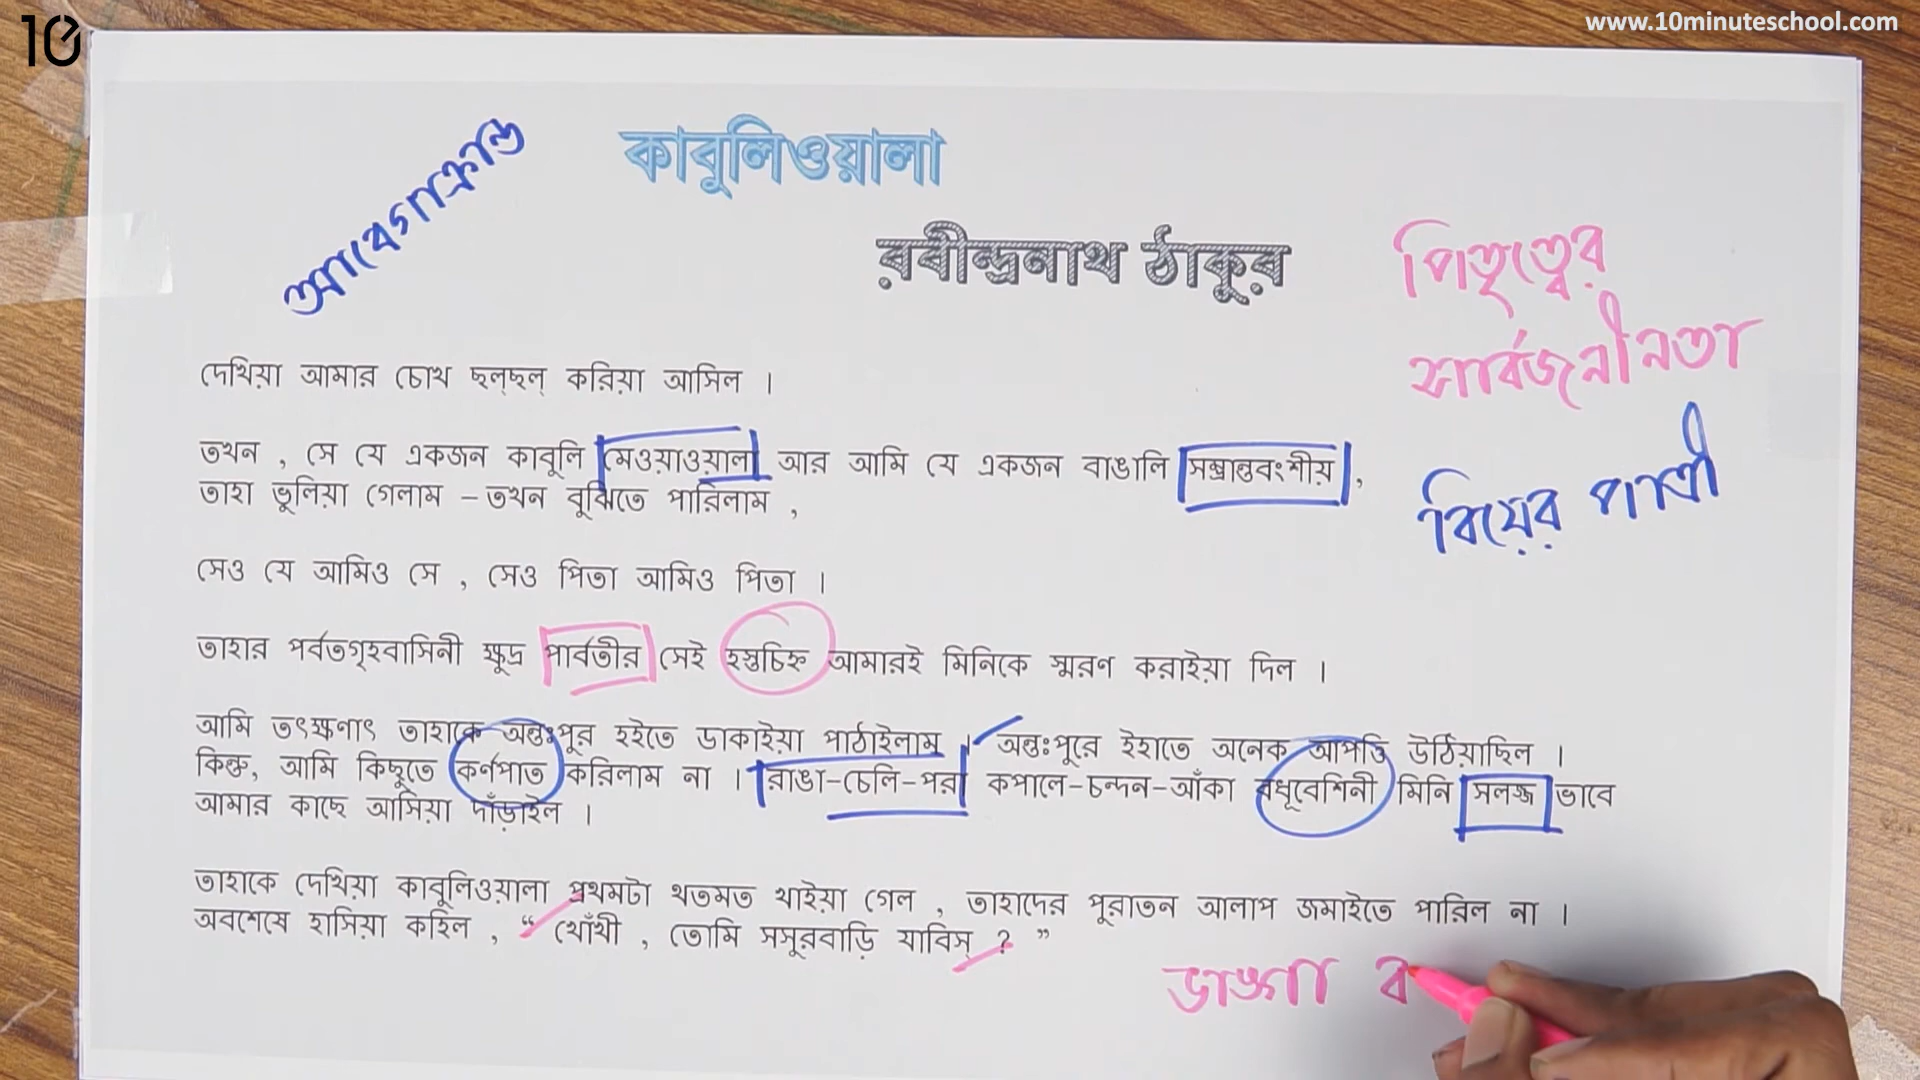 10
www.10minuteschool.com
আবেগাক্রান্ত
কাবুলিওয়ালা
রবীন্দ্রনাথ ঠাকুর
পিতৃত্বের
সার্বজনীনতা
বিয়ের পাত্রী
দেখিয়া আমার চোখ ছল্‌ছল্‌ করিয়া আসিল ।
তখন , সে যে একজন কাবুলি মেওয়াওয়ালা আর আমি যে একজন বাঙালি সম্ভ্রান্তবংশীয় ,
তাহা ভুলিয়া গেলাম – তখন বুঝিতে পারিলাম ,
সেও যে আমিও সে , সেও পিতা আমিও পিতা ।
তাহার পর্বতগৃহবাসিনী ক্ষুদ্র পার্বতীর সেই হস্তচিহ্ন আমারই মিনিকে স্মরণ করাইয়া দিল ।
আমি তৎক্ষণাৎ তাহাকে অন্তঃপুর হইতে ডাকাইয়া পাঠাইলাম । অন্তঃপুরে ইহাতে অনেক আপত্তি উঠিয়াছিল ।
কিন্তু, আমি কিছুতে কর্ণপাত করিলাম না । রাঙা-চেলি-পরা কপালে-চন্দন-আঁকা বধূবেশিনী মিনি সলজ্জ ভাবে
আমার কাছে আসিয়া দাঁড়াইল ।
তাহাকে দেখিয়া কাবুলিওয়ালা প্রথমটা থতমত খাইয়া গেল , তাহাদের পুরাতন আলাপ জমাইতে পারিল না ।
অবশেষে হাসিয়া কহিল , “ খোঁখী , তোমি সসুরবাড়ি যাবিস্‌ ? ”
ভাঙ্গা ব